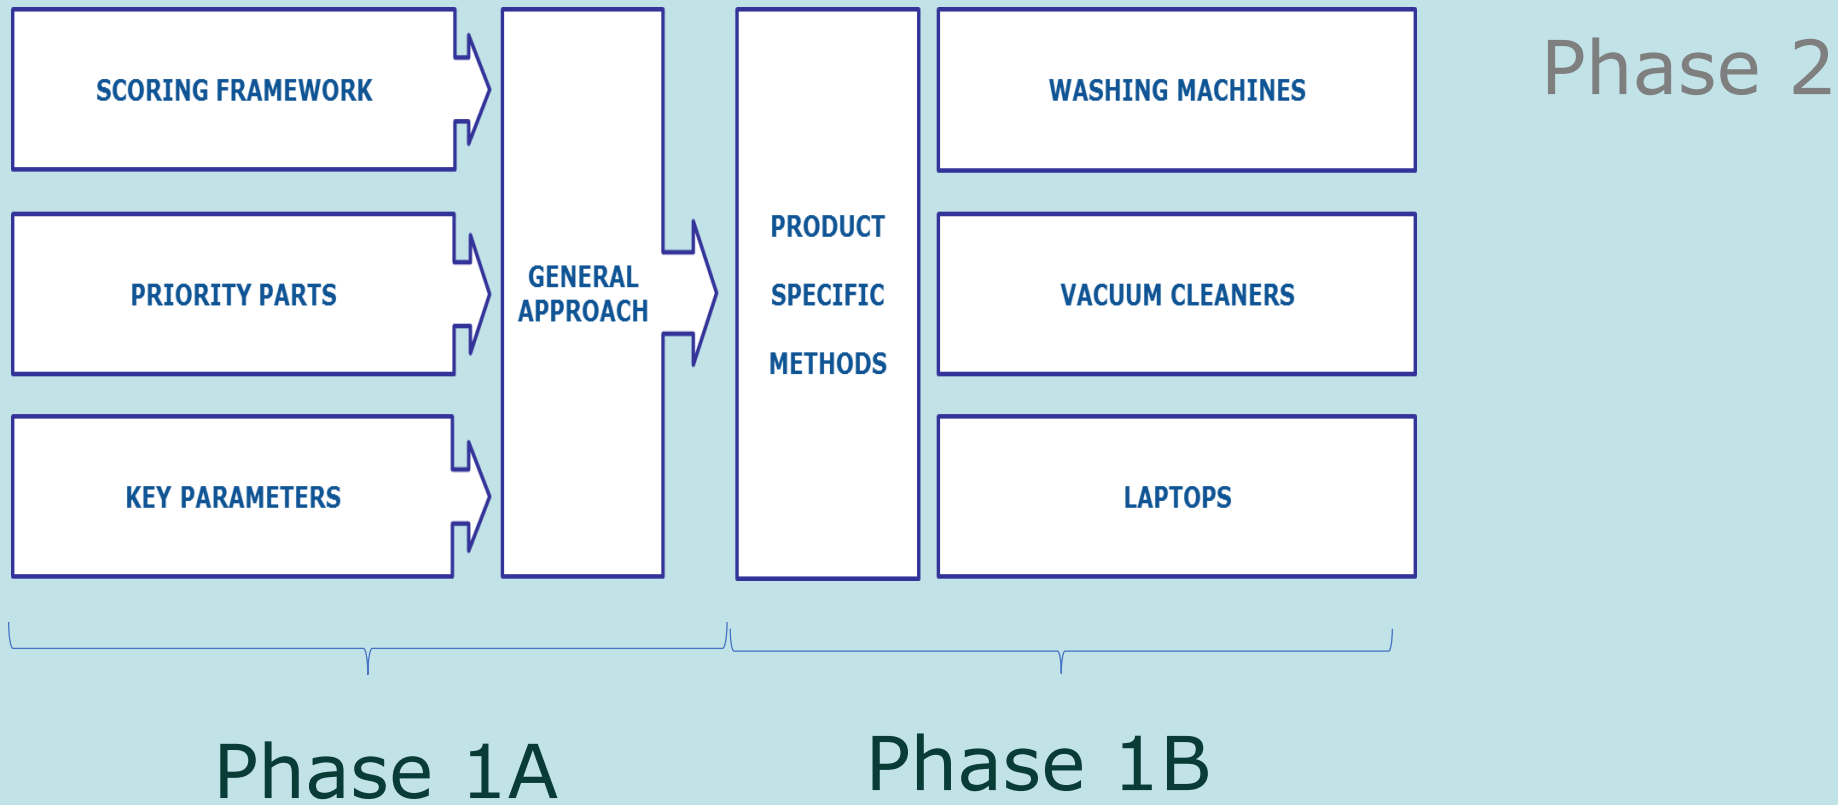 SCORING FRAMEWORK
PRIORITY PARTS
KEY PARAMETERS
GENERAL
APPROACH
PRODUCT
SPECIFIC
METHODS
WASHING MACHINES
VACUUM CLEANERS
LAPTOPS
Phase 2
Phase 1A
Phase 1B